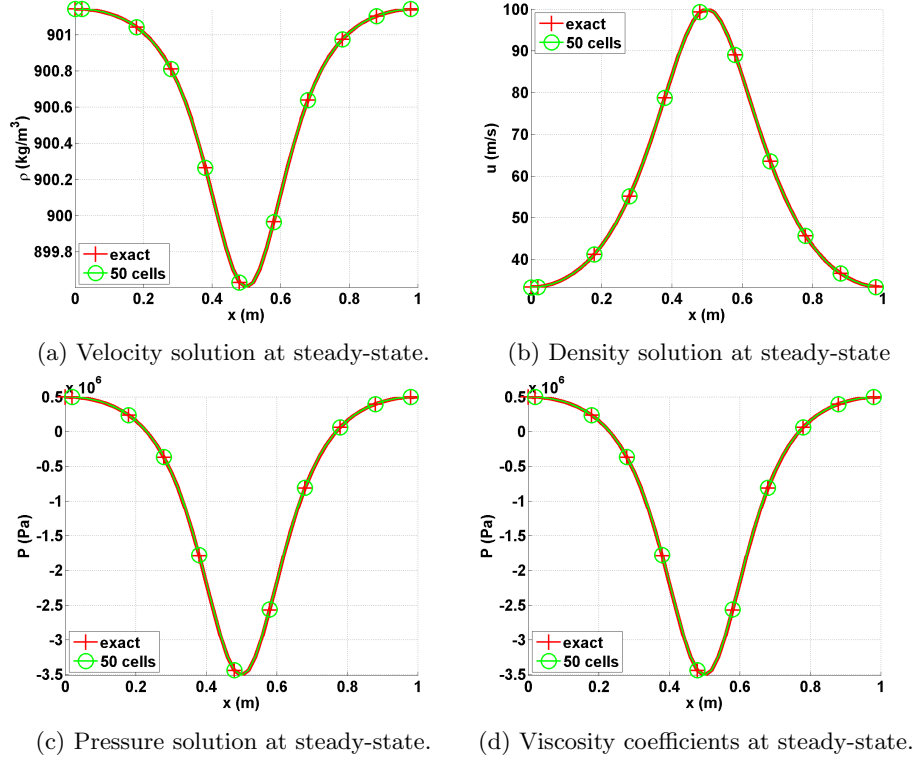 901
900.8
900.6
900.4
900.2
900
899.8
ρ (kg/m³)
exact
50 cells
0 0.2 0.4 0.6 0.8 1
x (m)
(a) Velocity solution at steady-state.
100
90
80
70
60
50
40
u (m/s)
exact
50 cells
0 0.2 0.4 0.6 0.8 1
x (m)
(b) Density solution at steady-state
x 10⁶
0.5
0
-0.5
-1
-1.5
-2
-2.5
-3
-3.5
P (Pa)
exact
50 cells
0 0.2 0.4 0.6 0.8 1
x (m)
(c) Pressure solution at steady-state.
x 10⁶
0.5
0
-0.5
-1
-1.5
-2
-2.5
-3
-3.5
P (Pa)
exact
50 cells
0 0.2 0.4 0.6 0.8 1
x (m)
(d) Viscosity coefficients at steady-state.